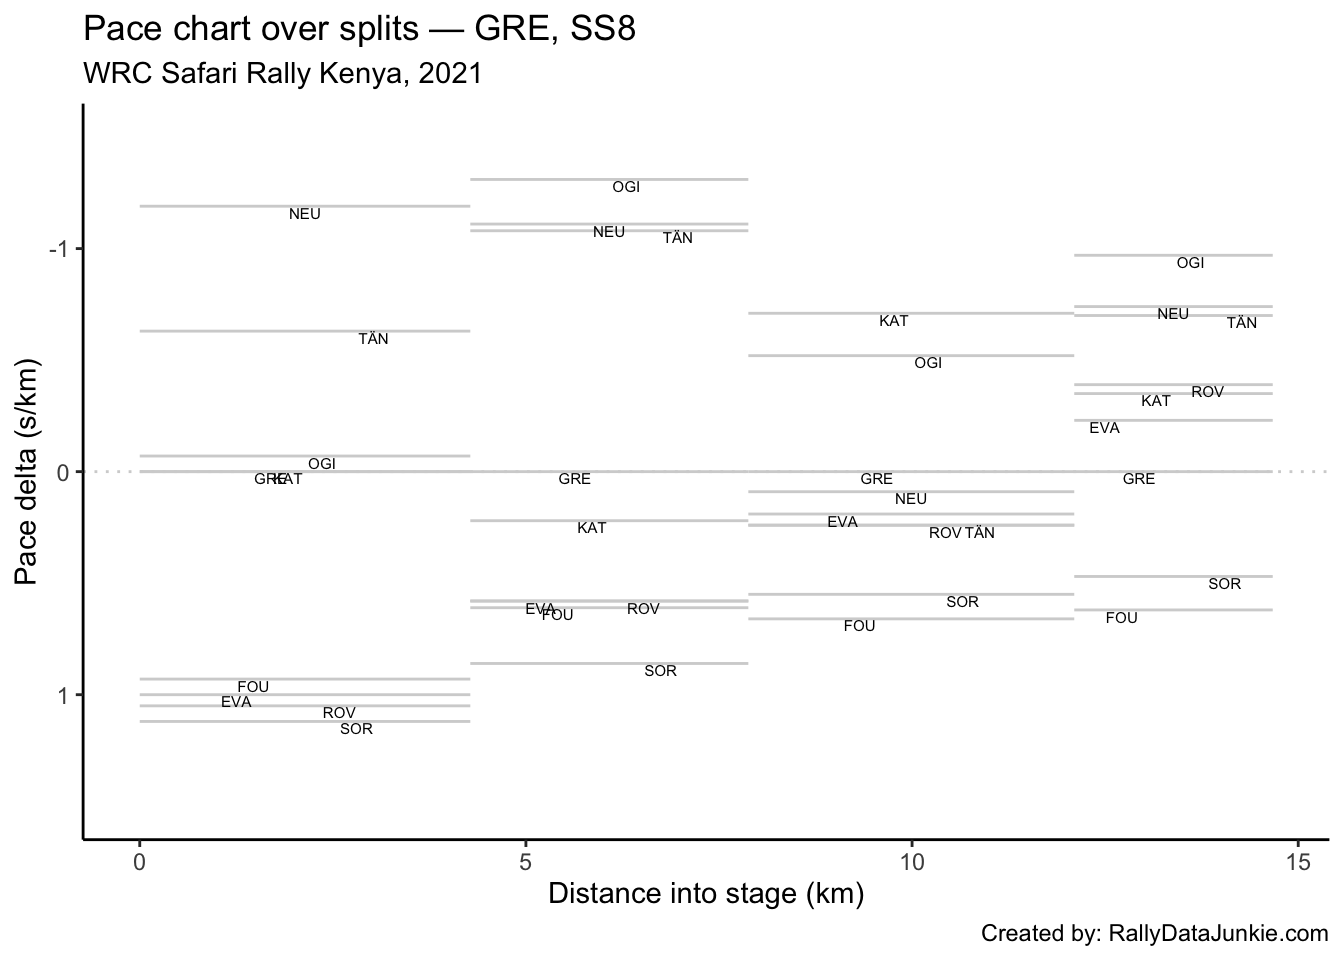 Pace chart over splits — GRE, SS8
WRC Safari Rally Kenya, 2021
Pace delta (s/km)
-1
0
1
NEU
TÄN
OGI
GRE
KAT
FOU
EVA
ROV
SOR
OGI
NEU
TÄN
GRE
KAT
EVA
FOU
ROV
SOR
KAT
OGI
GRE
NEU
EVA
ROV TÄN
SOR
FOU
OGI
NEU
TÄN
ROV
KAT
EVA
GRE
SOR
FOU
0 5 10 15
Distance into stage (km)
Created by: RallyDataJunkie.com